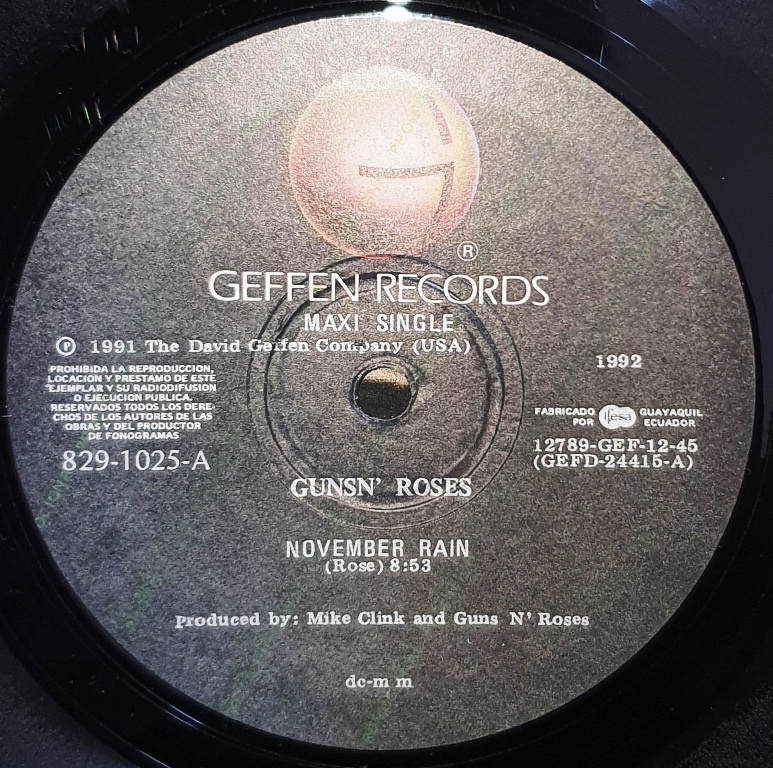 ®
GEFFEN RECORDS
MAXI SINGLE
℗ 1991 The David Geffen Company (USA)
1992
PROHIBIDA LA REPRODUCCION,
LOCACION Y PRESTAMO DE ESTE
EJEMPLAR Y SU RADIODIFUSION
O EJECUCION PUBLICA.
RESERVADOS TODOS LOS DERE-
CHOS DE LOS AUTORES DE LAS
OBRAS Y DEL PRODUCTOR
DE FONOGRAMAS
829-1025-A
FABRICADO ifesa GUAYAQUIL
POR ECUADOR
12789-GEF-12-45
(GEFD-24415-A)
GUNSN' ROSES
NOVEMBER RAIN
(Rose) 8:53
produced by: Mike Clink and Guns N' Roses
dc-m m